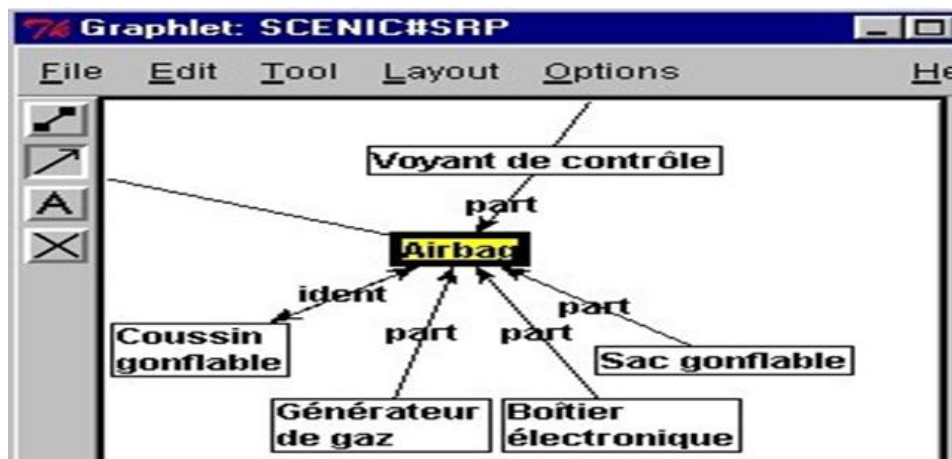 Graphlet: SCENIC#SRP
File Edit Tool Layout Options He
Voyant de contrôle
part
A
Airbag
ident
part
part
part
Coussin
gonflable
Sac gonflable
Générateur
de gaz
Boîtier
électronique